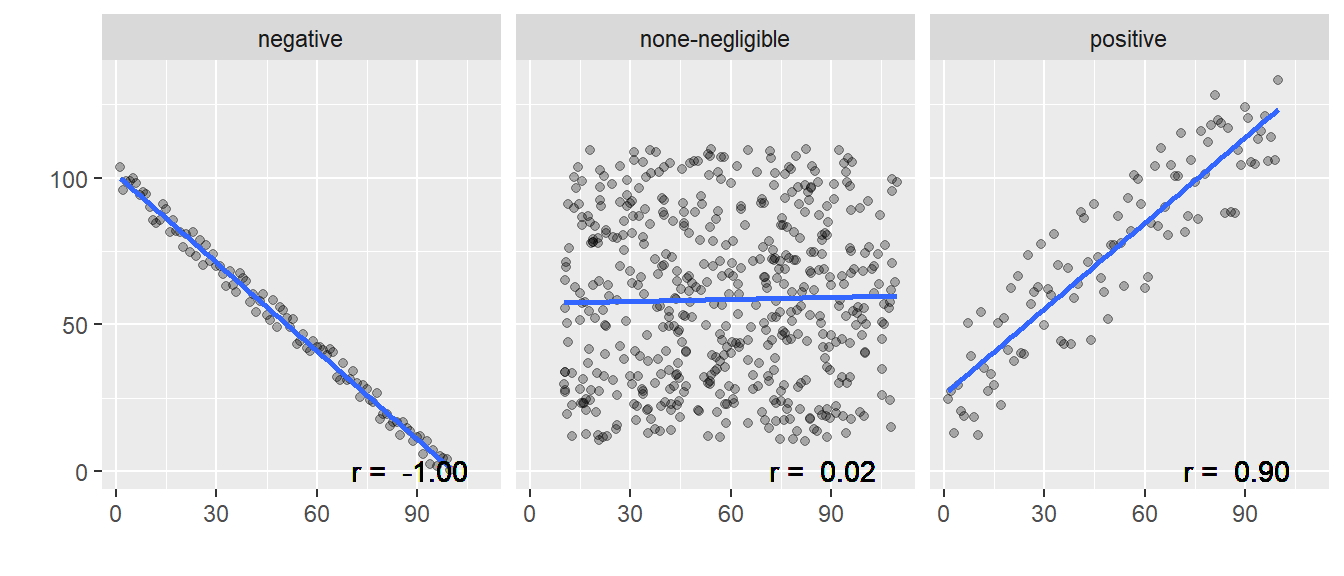 negative none-negligible positive
100
50
0
r =  -1.00 r =  0.02 r =  0.90
0 30 60 90 0 30 60 90 0 30 60 90